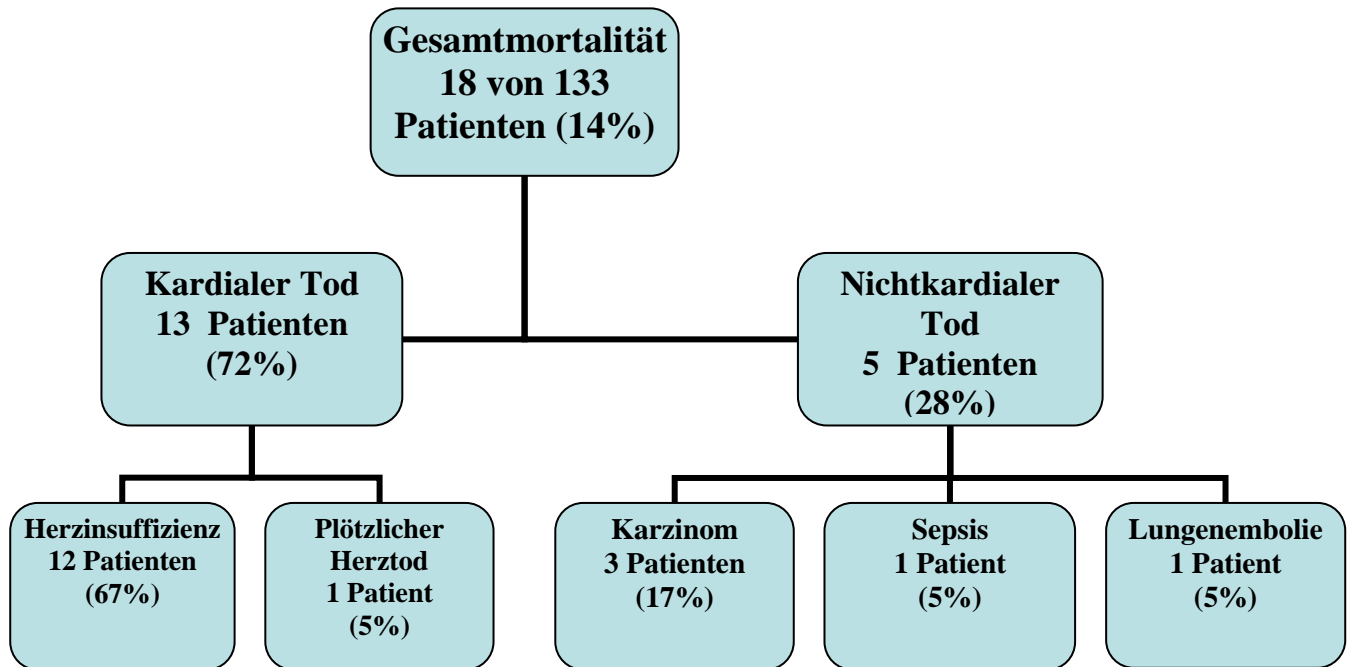 Gesamtmortalität
18 von 133
Patienten (14%)
Kardialer Tod
13 Patienten
(72%)
Nichtkardialer
Tod
5 Patienten
(28%)
Herzinsuffizienz
12 Patienten
(67%)
Plötzlicher
Herztod
1 Patient
(5%)
Karzinom
3 Patienten
(17%)
Sepsis
1 Patient
(5%)
Lungenembolie
1 Patient
(5%)